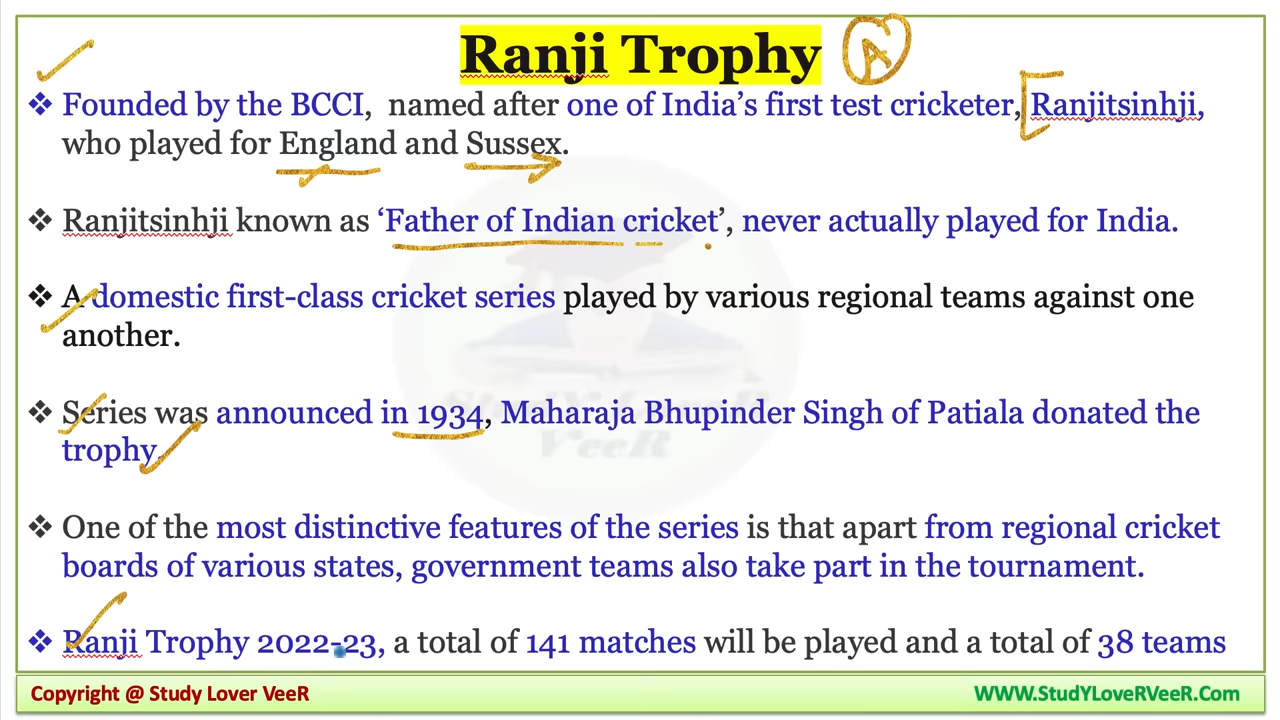 Ranji Trophy A
❖ Founded by the BCCI, named after one of India's first test cricketer, Ranjitsinhji,
who played for England and Sussex.
❖ Ranjitsinhji known as ‘Father of Indian cricket’, never actually played for India.
❖ A domestic first-class cricket series played by various regional teams against one
another.
❖ Series was announced in 1934, Maharaja Bhupinder Singh of Patiala donated the
trophy.
StudY LoveR
VeeR
❖ One of the most distinctive features of the series is that apart from regional cricket
boards of various states, government teams also take part in the tournament.
❖ Ranji Trophy 2022-23, a total of 141 matches will be played and a total of 38 teams
Copyright @ Study Lover VeeR
WWW.StudYLoveRVeeR.Com